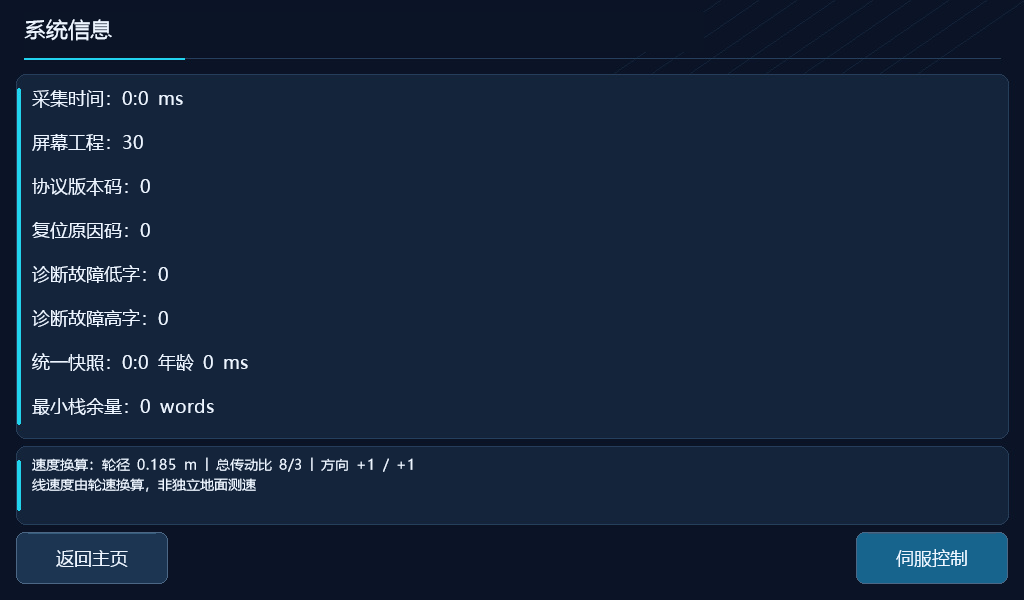 系统信息
采集时间：0:0 ms
屏幕工程：30
协议版本码：0
复位原因码：0
诊断故障低字：0
诊断故障高字：0
统一快照：0:0 年龄 0 ms
最小栈余量：0 words
速度换算：轮径 0.185 m | 总传动比 8/3 | 方向 +1 / +1
线速度由轮速换算，非独立地面测速
返回主页
伺服控制